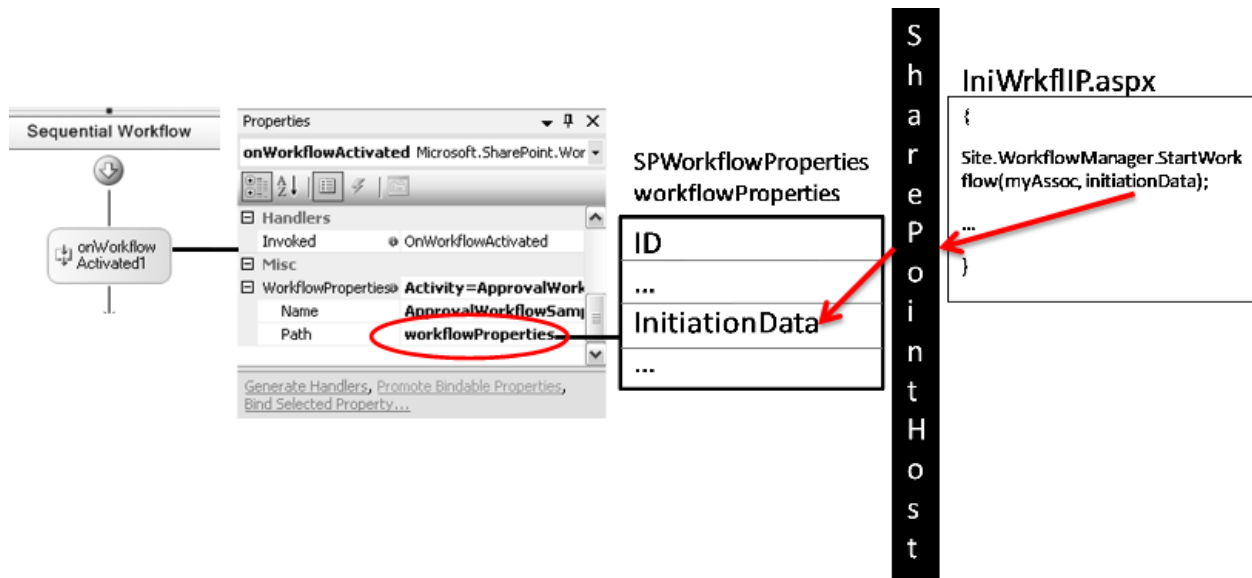 Sequential Workflow
onWorkflow
Activated1
Properties
onWorkflowActivated Microsoft.SharePoint.Wor
Handlers
Invoked OnWorkflowActivated
Misc
WorkflowProperties Activity=ApprovalWork
Name ApprovalWorkflowSamp
Path workflowProperties
Generate Handlers, Promote Bindable Properties,
Bind Selected Property...
SPWorkflowProperties
workflowProperties
ID
...
InitiationData
...
SharePointHost
IniWrkflIP.aspx
{
Site.WorkflowManager.StartWork
flow(myAssoc, initiationData);
...
}